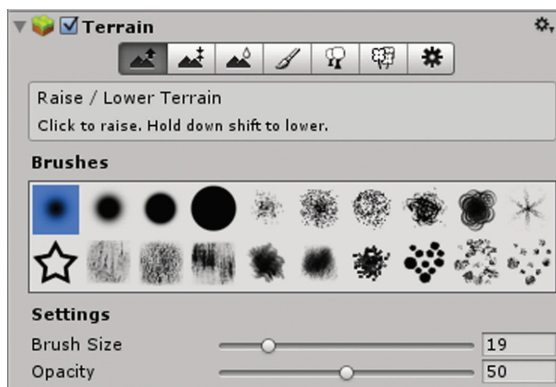 Terrain
Raise / Lower Terrain
Click to raise. Hold down shift to lower.
Brushes
Settings
Brush Size 19
Opacity 50